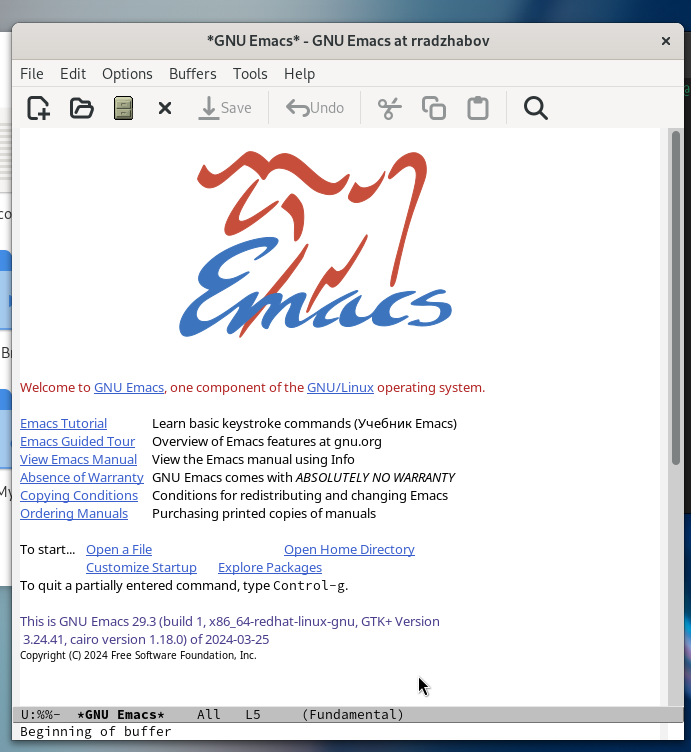 *GNU Emacs* - GNU Emacs at rradzhabov ×
File Edit Options Buffers Tools Help
Save Undo
Emacs
Welcome to GNU Emacs, one component of the GNU/Linux operating system.
Emacs Tutorial Learn basic keystroke commands (Учебник Emacs)
Emacs Guided Tour Overview of Emacs features at gnu.org
View Emacs Manual View the Emacs manual using Info
Absence of Warranty GNU Emacs comes with ABSOLUTELY NO WARRANTY
Copying Conditions Conditions for redistributing and changing Emacs
Ordering Manuals Purchasing printed copies of manuals
To start... Open a File Open Home Directory
Customize Startup Explore Packages
To quit a partially entered command, type Control-g.
This is GNU Emacs 29.3 (build 1, x86_64-redhat-linux-gnu, GTK+ Version
3.24.41, cairo version 1.18.0) of 2024-03-25
Copyright (C) 2024 Free Software Foundation, Inc.
U:%%- *GNU Emacs* All L5 (Fundamental)
Beginning of buffer